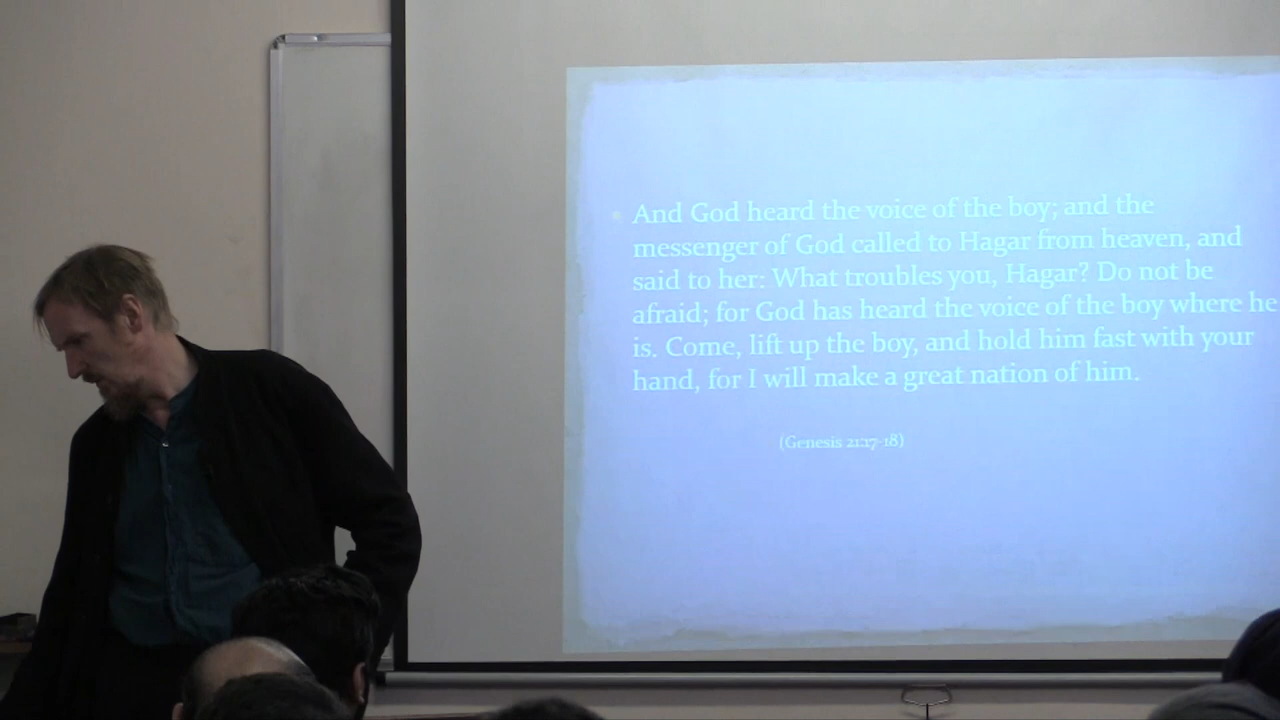 And God heard the voice of the boy; and the
messenger of God called to Hagar from heaven, and
said to her: What troubles you, Hagar? Do not be
afraid; for God has heard the voice of the boy where he
is. Come, lift up the boy, and hold him fast with your
hand, for I will make a great nation of him.
(Genesis 21:17-18)